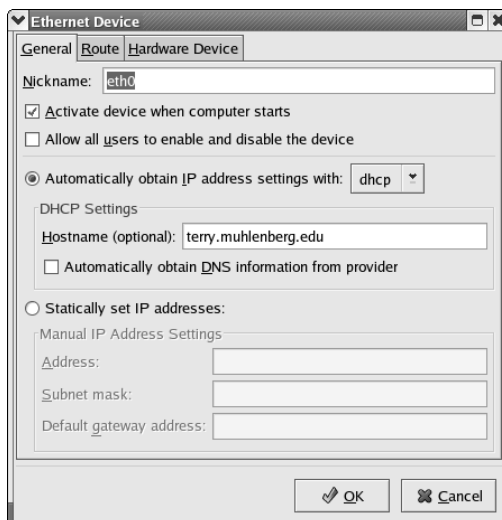 Ethernet Device
General Route Hardware Device
Nickname: eth0
Activate device when computer starts
Allow all users to enable and disable the device
Automatically obtain IP address settings with: dhcp
DHCP Settings
Hostname (optional): terry.muhlenberg.edu
Automatically obtain DNS information from provider
Statically set IP addresses:
Manual IP Address Settings
Address:
Subnet mask:
Default gateway address:
OK Cancel